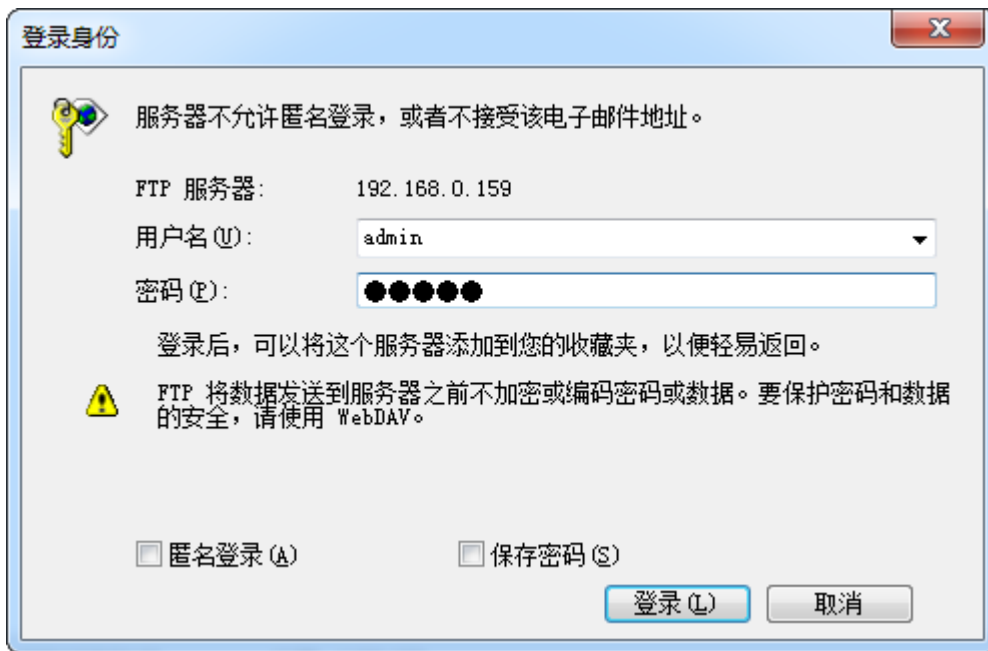 登录身份
服务器不允许匿名登录，或者不接受该电子邮件地址。
FTP 服务器: 192.168.0.159
用户名(U): admin
密码(P): ●●●●●
登录后，可以将这个服务器添加到您的收藏夹，以便轻易返回。
FTP 将数据发送到服务器之前不加密或编码密码或数据。要保护密码和数据
的安全，请使用 WebDAV。
匿名登录(A) 保存密码(S)
登录(L) 取消